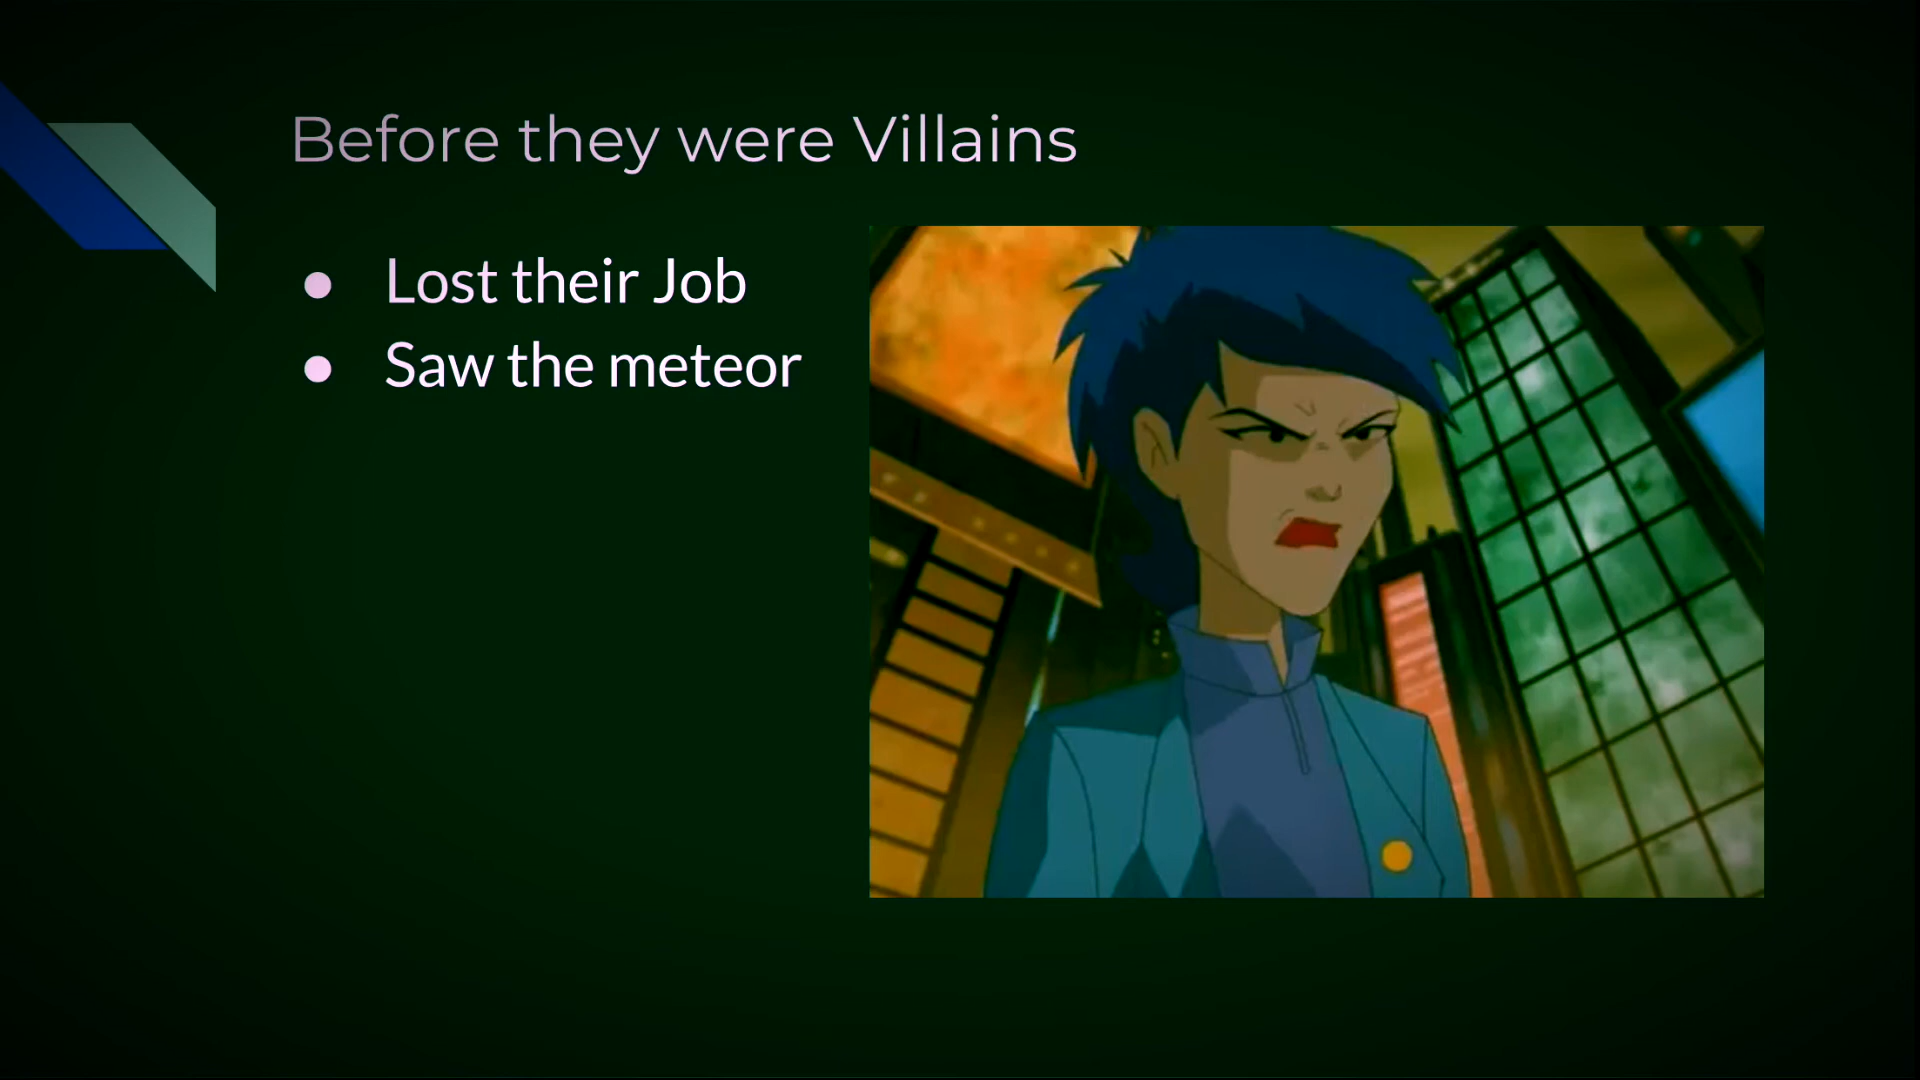 Before they were Villains
● Lost their Job
● Saw the meteor